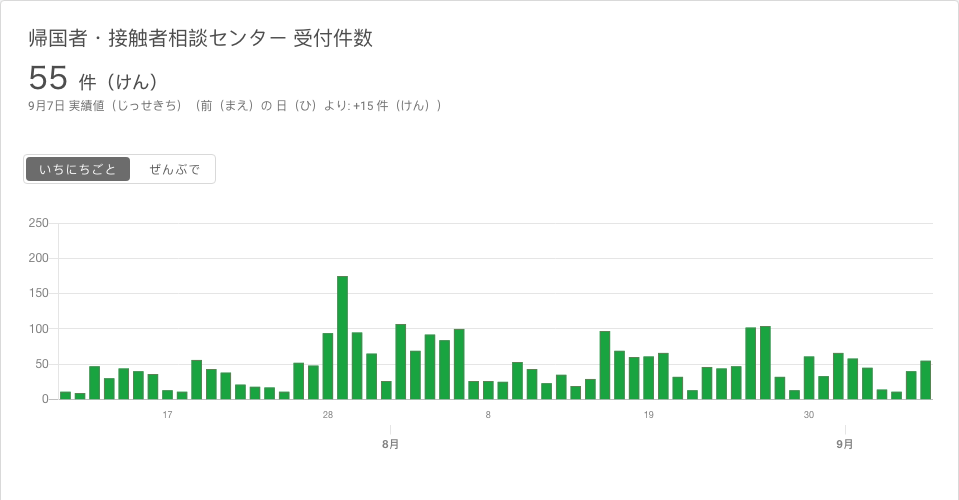 帰国者・接触者相談センター 受付件数
55 件（けん）
9月7日 実績値（じっせきち）（前（まえ）の 日（ひ）より: +15 件（けん））
いちにちごと ぜんぶで
250
200
150
100
50
0
17 28 8 19 30
8月 9月